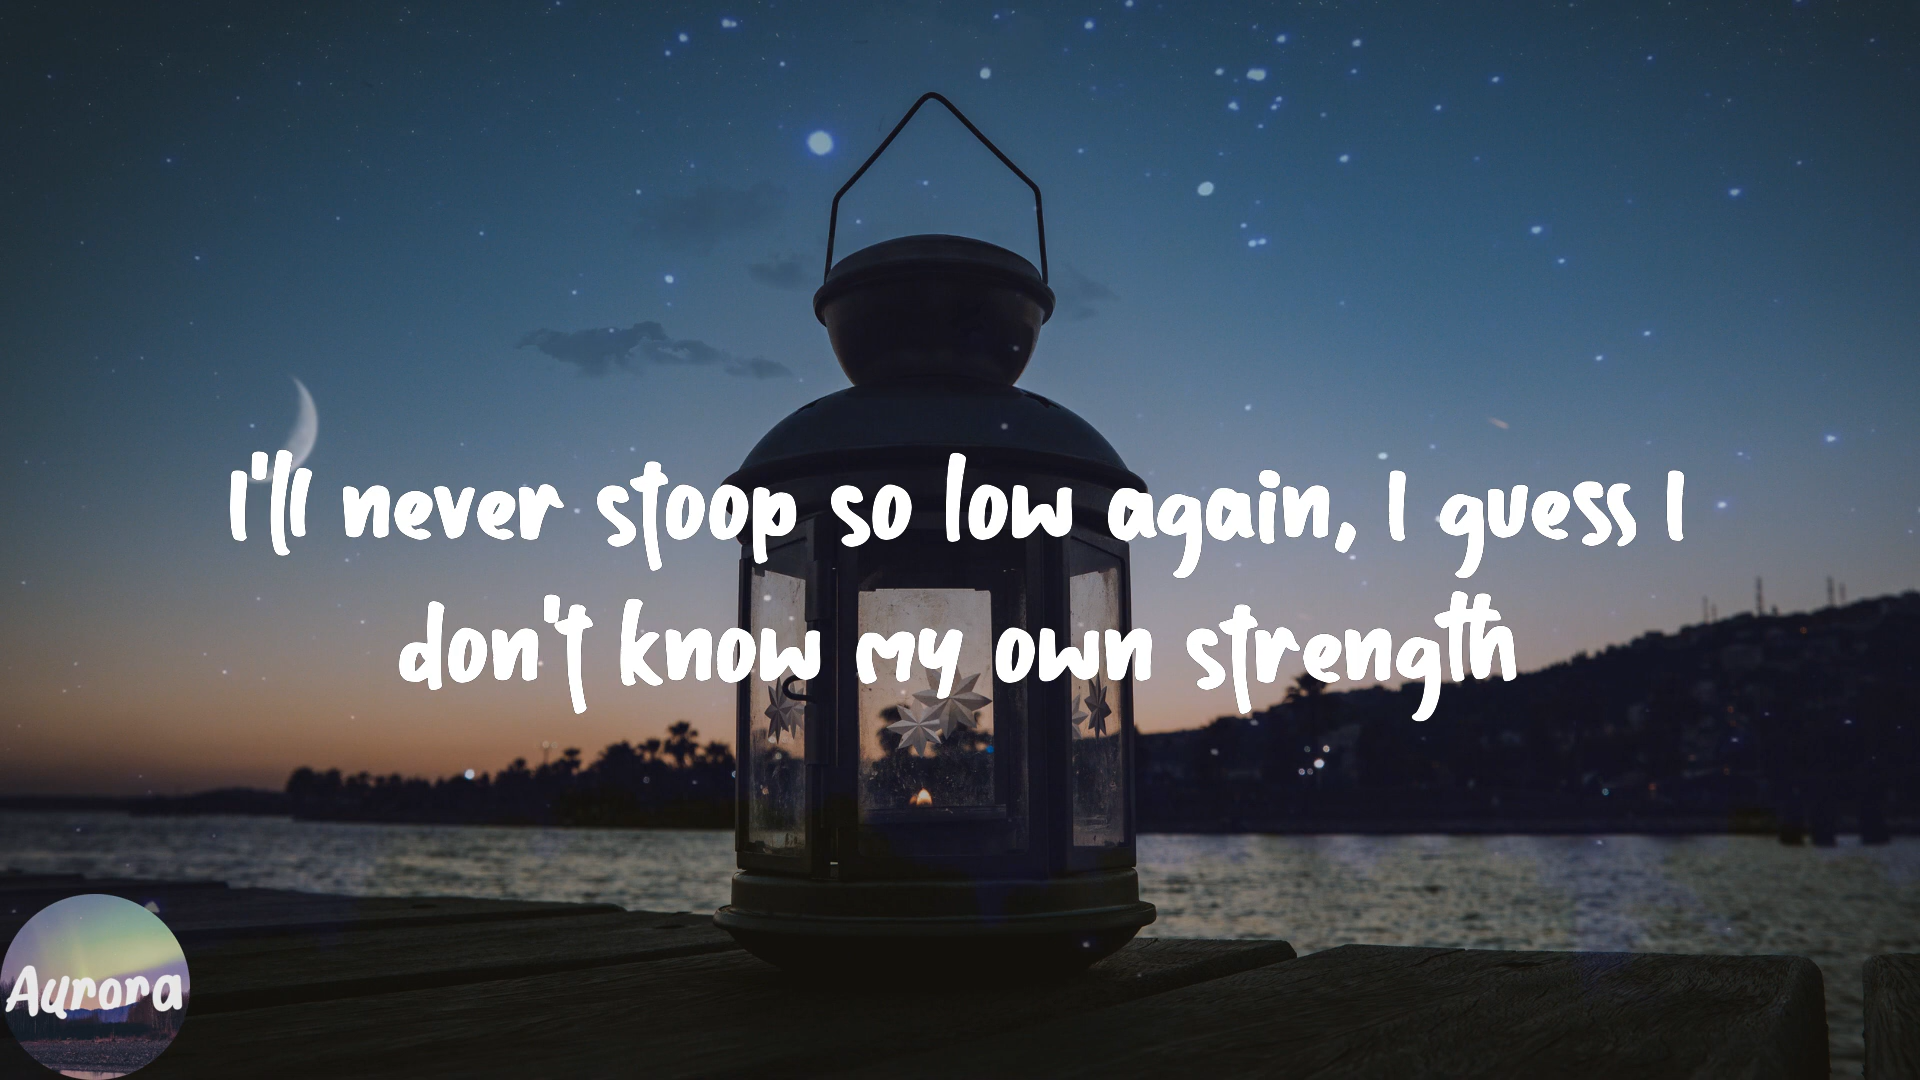 I'll never stoop so low again, I guess I
don't know my own strength
Aurora